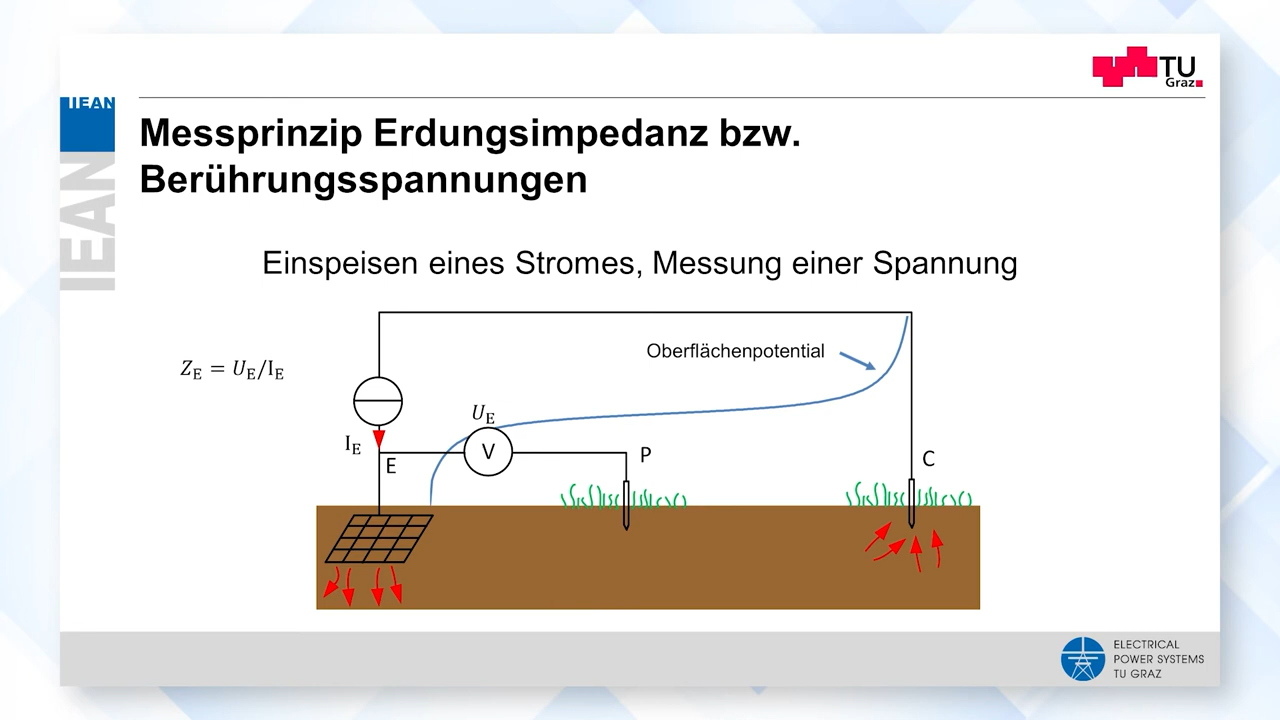 TU
Graz
IEAN
IEAN
Messprinzip Erdungsimpedanz bzw.
Berührungsspannungen
Einspeisen eines Stromes, Messung einer Spannung
Oberflächenpotential
Z_E = U_E/I_E
U_E
I_E
E
V
P
C
ELECTRICAL
POWER SYSTEMS
TU GRAZ